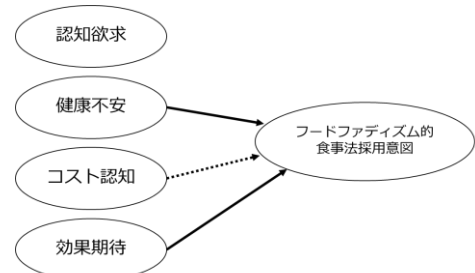 認知欲求
健康不安
コスト認知
効果期待
フードファディズム的
食事法採用意図